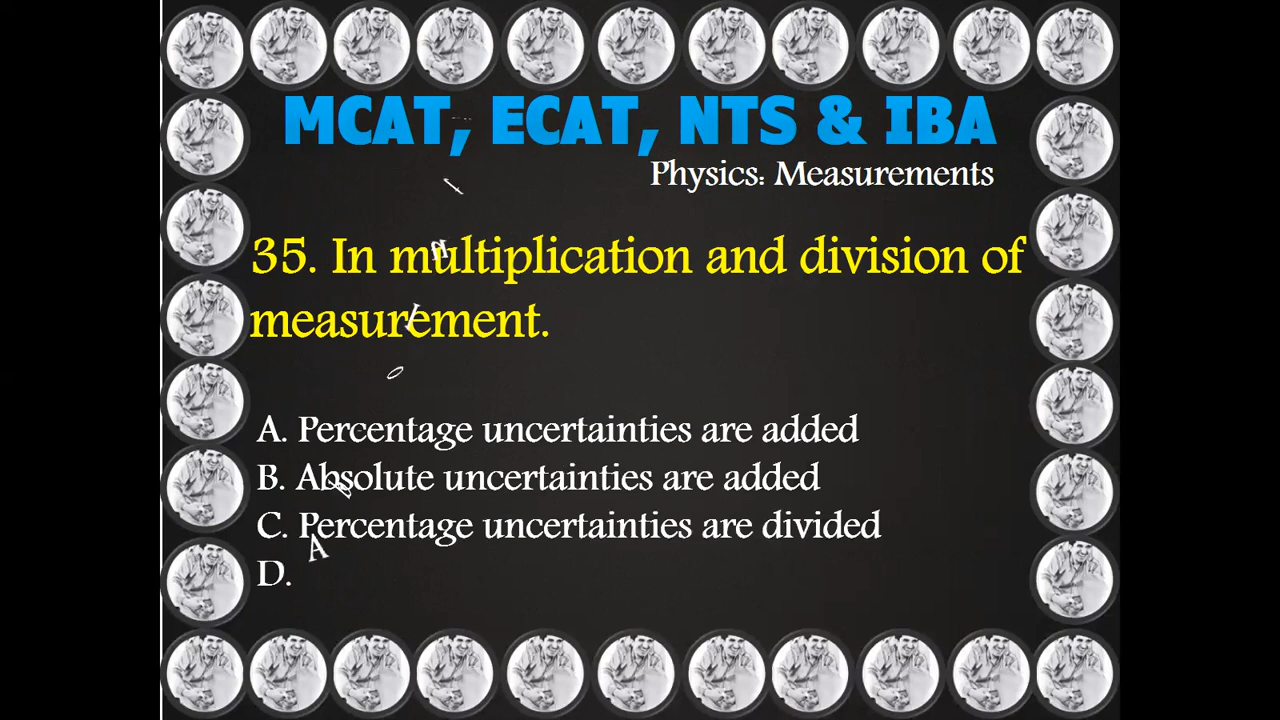 MCAT, ECAT, NTS & IBA
Physics: Measurements
35. In multiplication and division of
measurement.
A. Percentage uncertainties are added
B. Absolute uncertainties are added
C. Percentage uncertainties are divided
D.